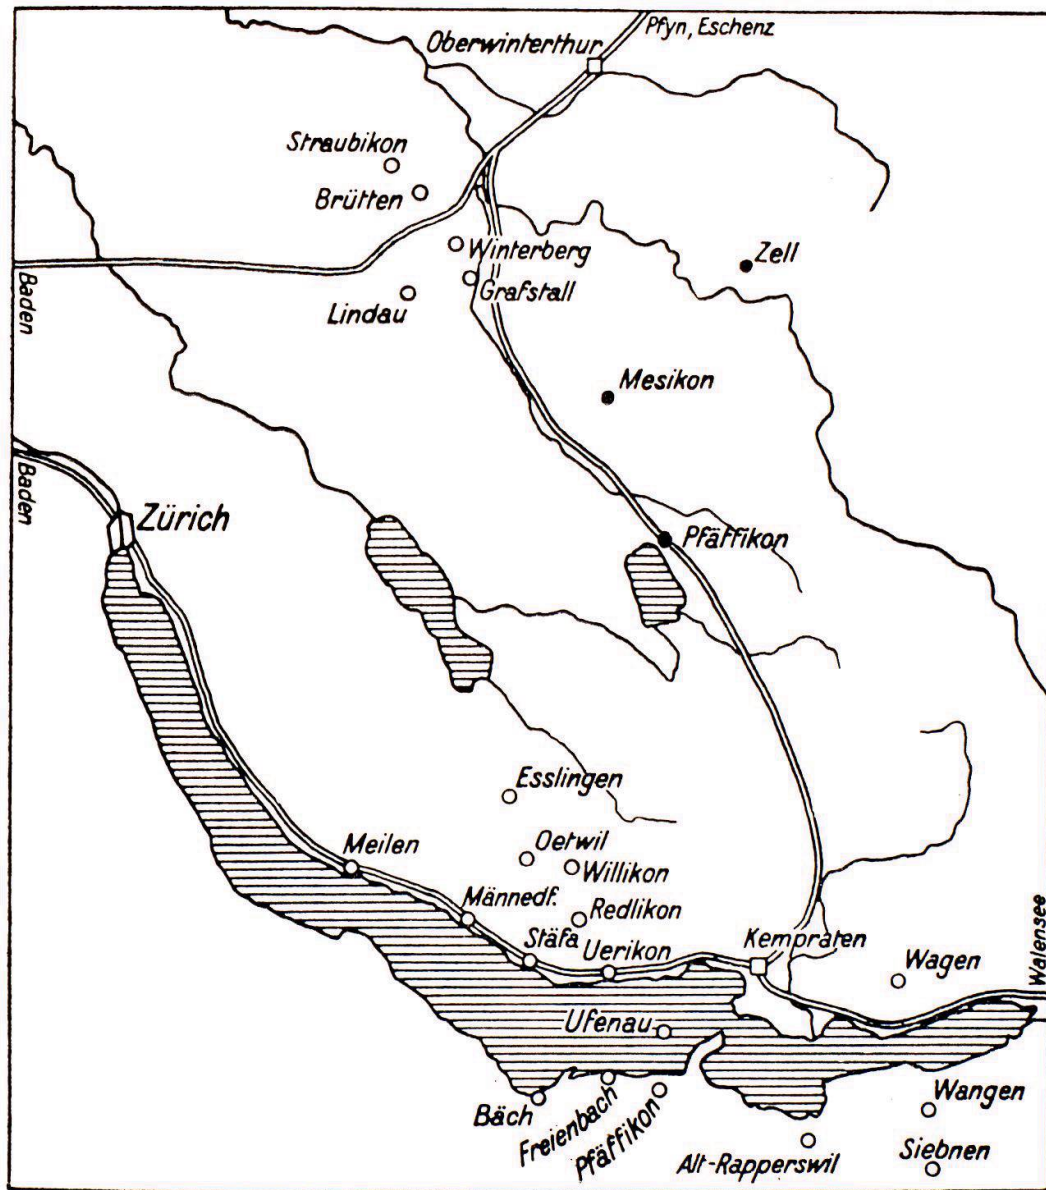 Pfyn, Eschenz
Oberwinterthur
Straubikon
Brütten
Winterberg
Zell
Grafstall
Lindau
Baden
Mesikon
Baden
Zürich
Pfäffikon
Esslingen
Oetwil
Meilen
Willikon
Männedf.
Redlikon
Stäfa
Uerikon
Kempraten
Wagen
Walensee
Ufenau
Bäch
Freienbach
Pfäffikon
Wangen
Alt-Rapperswil
Siebnen